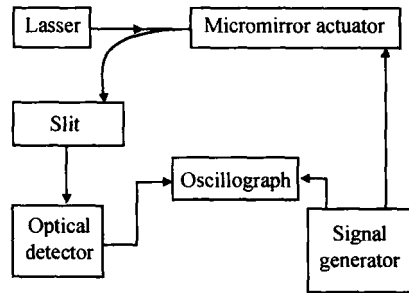 Lasser
Micromirror actuator
Slit
Oscillograph
Optical
detector
Signal
generator